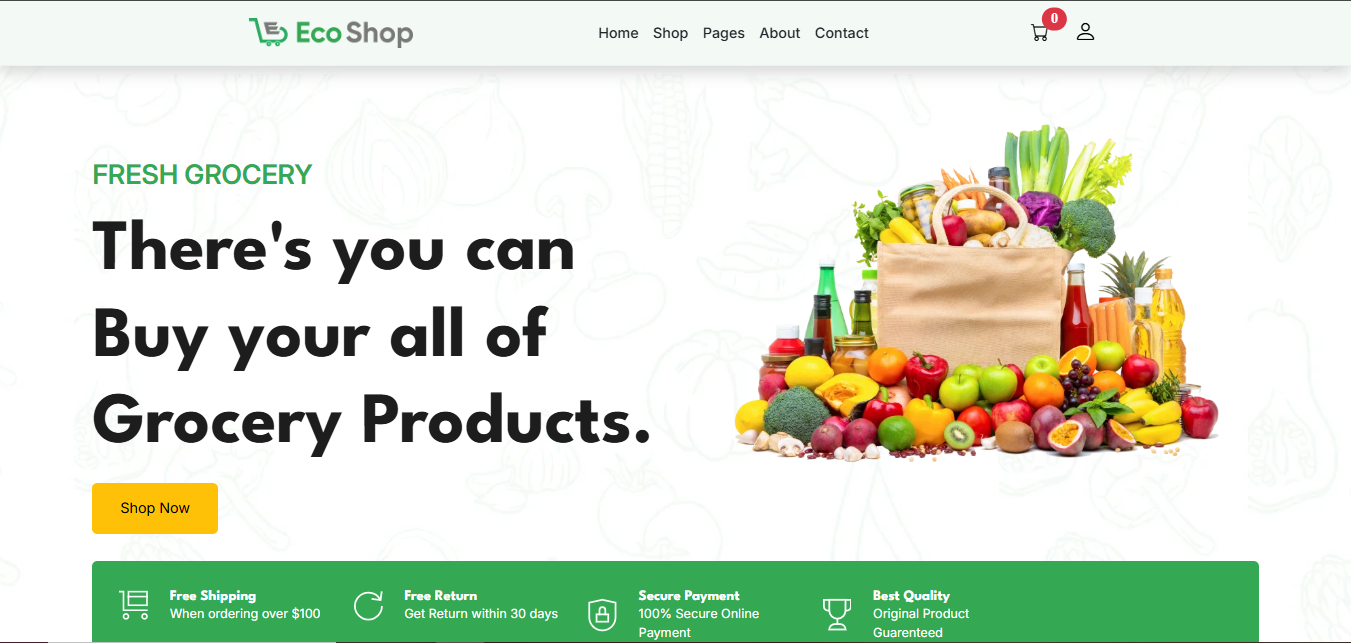 Eco Shop
Home Shop Pages About Contact
0
FRESH GROCERY
There's you can
Buy your all of
Grocery Products.
Shop Now
Free Shipping
When ordering over $100
Free Return
Get Return within 30 days
Secure Payment
100% Secure Online
Payment
Best Quality
Original Product
Guarenteed